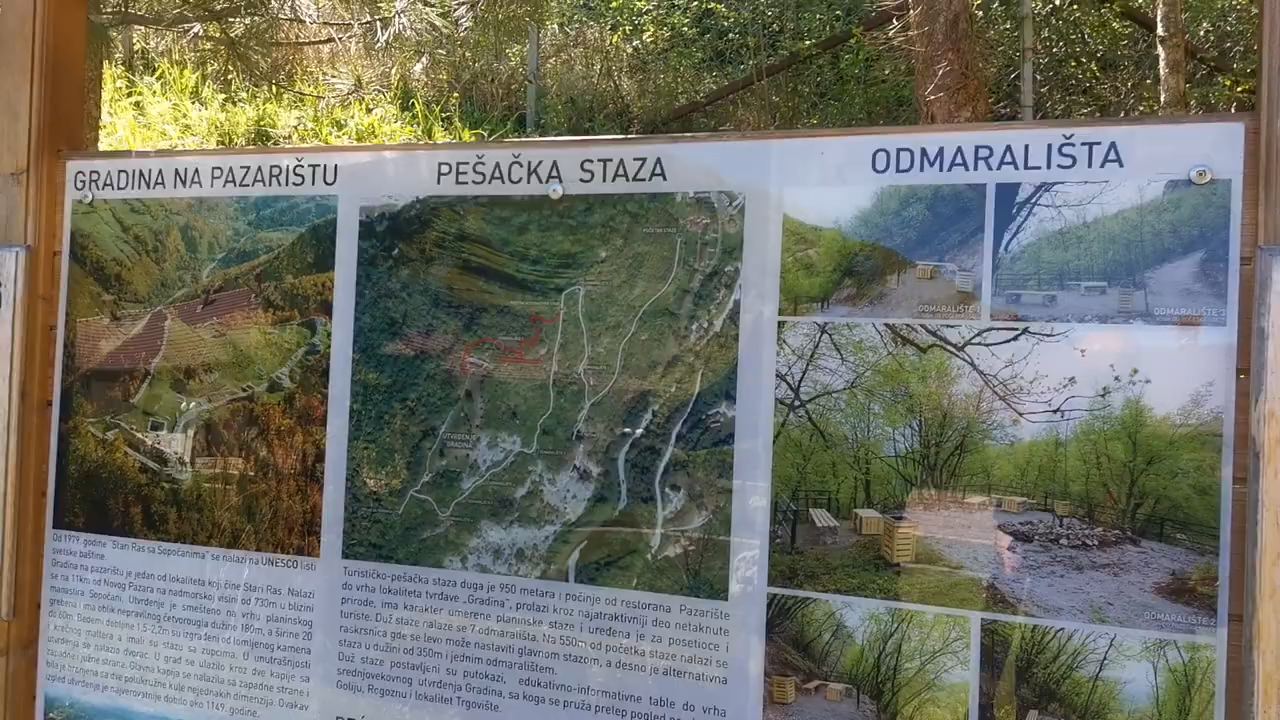 GRADINA NA PAZARIŠTU
PEŠAČKA STAZA
ODMARALIŠTA
POČETAK STAZE
UTVRĐENJE
GRADINA
ODMARALIŠTE
ODMARALIŠTE 3
ODMARALIŠTE 2
Od 1979. godine "Stari Ras sa Sopoćanima" se nalazi na UNESCO listi
svetske baštine.
Gradina na pazarištu je jedan od lokaliteta koji čine Stari Ras. Nalazi
se na 11km od Novog Pazara na nadmorskoj visini od 730m u blizini
manastira Sopoćani. Utvrđenje je smešteno na vrhu planinskog
grebena i ima oblik nepravilnog četvorougla dužine 180m, a širine 20
do 60m. Bedemi debljine 1,5-2,2m su izgrađeni od lomljenog kamena
i krečnog maltera a imali su stazu sa zupcima. U unutrašnjosti
utvrđenja se nalazio dvorac. U grad se ulazilo kroz dve kapije sa
zapadne i južne strane. Glavna kapija se nalazila sa zapadne strane i
bila je branjena sa dve polukružne kule nejednakih dimenzija. Ovakav
izgled utvrđenje je najverovatnije dobilo oko 1149. godine.
Turističko-pešačka staza duga je 950 metara i počinje od restorana Pazarište
do vrha lokaliteta tvrđave „Gradina", prolazi kroz najatraktivniji deo netaknute
prirode, ima karakter umerene planinske staze i uređena je za posetioce i
turiste. Duž staze nalaze se 7 odmarališta. Na 550m od početka staze nalazi se
raskrsnica gde se levo može nastaviti glavnom stazom, a desno je alternativna
staza u dužini od 350m i jednim odmaralištem.
Duž staze postavljeni su putokazi, edukativno-informativne table do vrha
srednjovekovnog utvrđenja Gradina, sa koga se pruža prelep pogled na
Goliju, Rogoznu i lokalitet Trgovište.